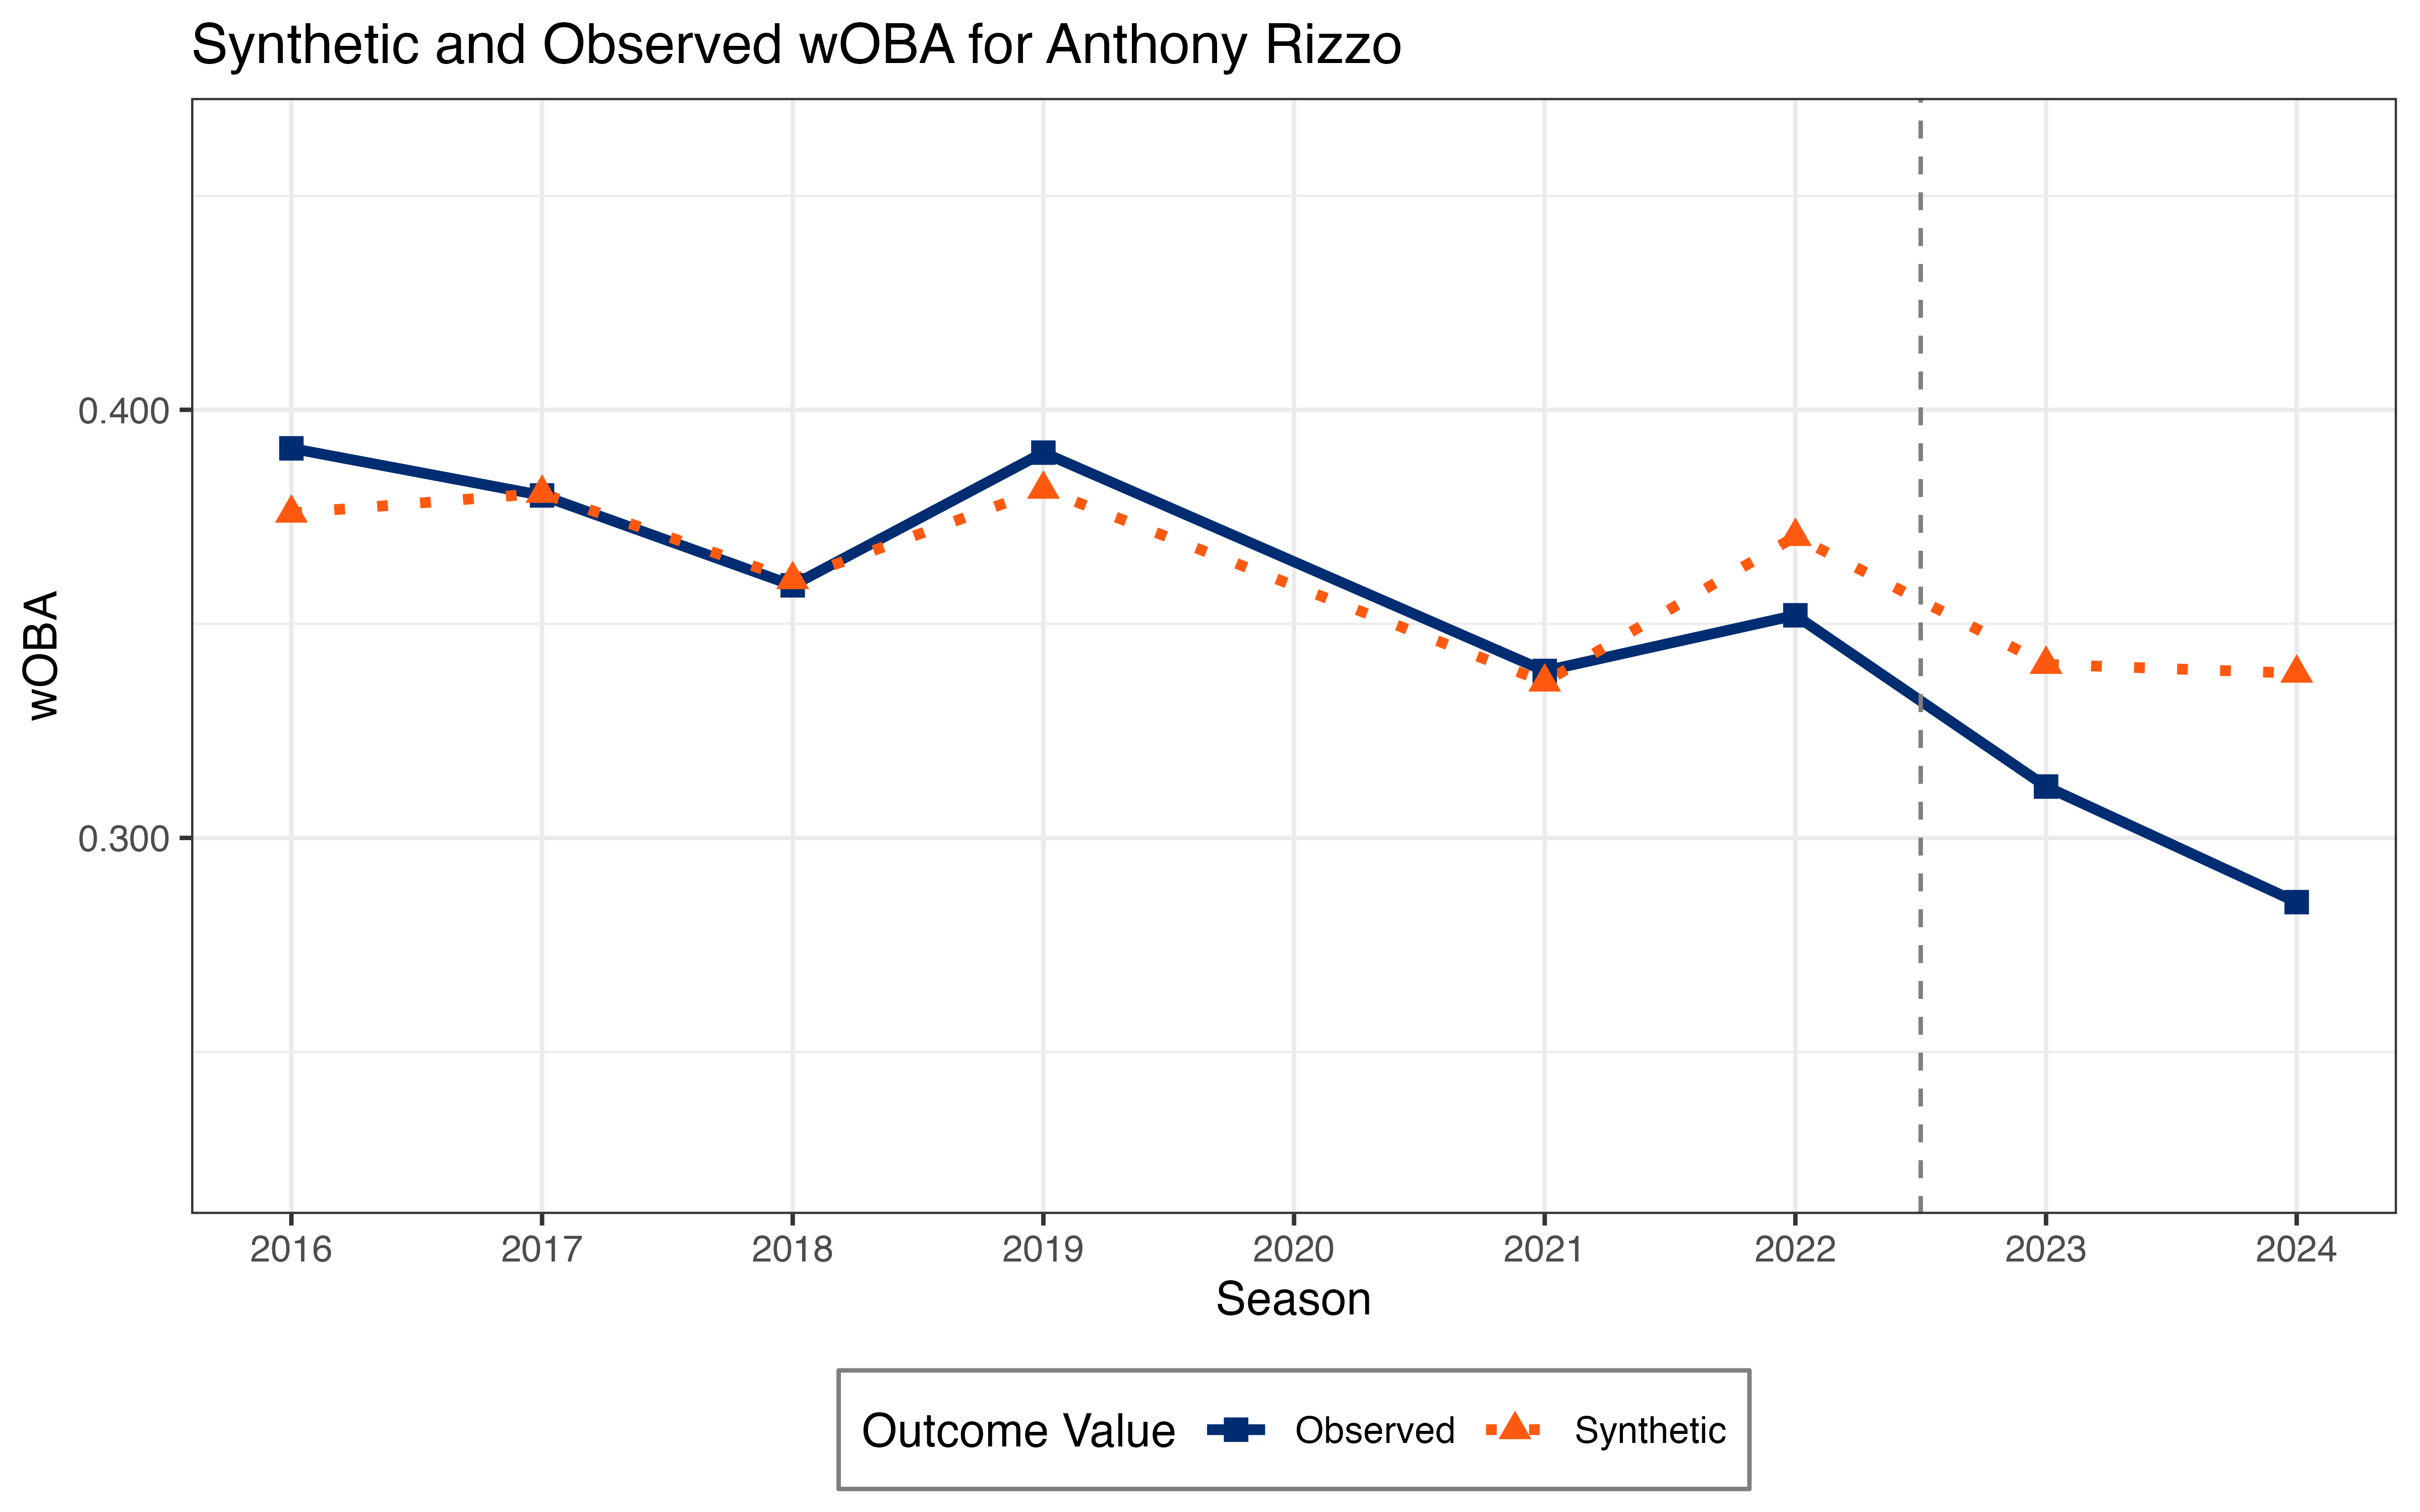 Synthetic and Observed wOBA for Anthony Rizzo
wOBA
0.400
0.300
2016 2017 2018 2019 2020 2021 2022 2023 2024
Season
Outcome Value Observed Synthetic